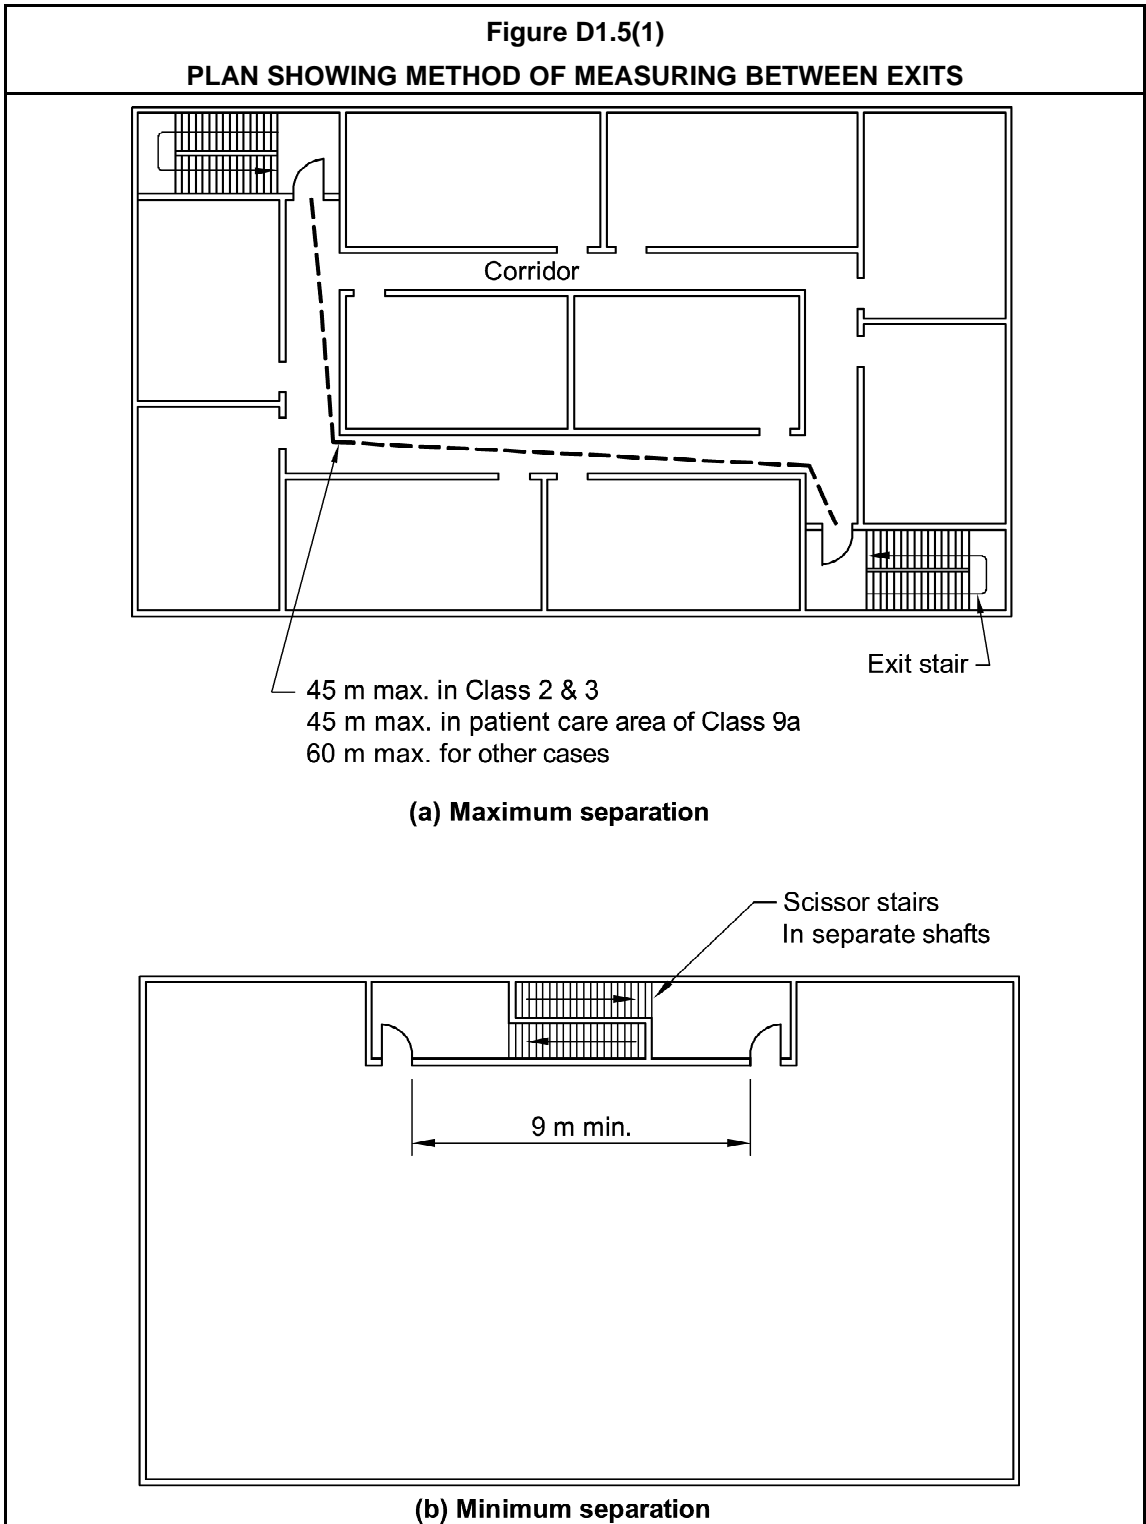 Figure D1.5(1)
PLAN SHOWING METHOD OF MEASURING BETWEEN EXITS
Corridor
Exit stair
45 m max. in Class 2 & 3
45 m max. in patient care area of Class 9a
60 m max. for other cases
(a) Maximum separation
Scissor stairs
In separate shafts
9 m min.
(b) Minimum separation